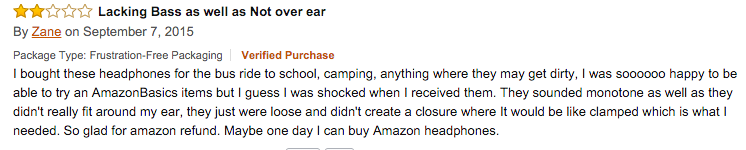 Lacking Bass as well as Not over ear
By Zane on September 7, 2015
Package Type: Frustration-Free Packaging Verified Purchase
I bought these headphones for the bus ride to school, camping, anything where they may get dirty, I was soooooo happy to be
able to try an AmazonBasics items but I guess I was shocked when I received them. They sounded monotone as well as they
didn't really fit around my ear, they just were loose and didn't create a closure where It would be like clamped which is what I
needed. So glad for amazon refund. Maybe one day I can buy Amazon headphones.